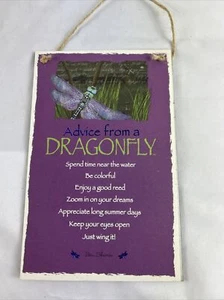 Advice from a
DRAGONFLY
Spend time near the water
Be colorful
Enjoy a good reed
Zoom in on your dreams
Appreciate long summer days
Keep your eyes open
Just wing it!